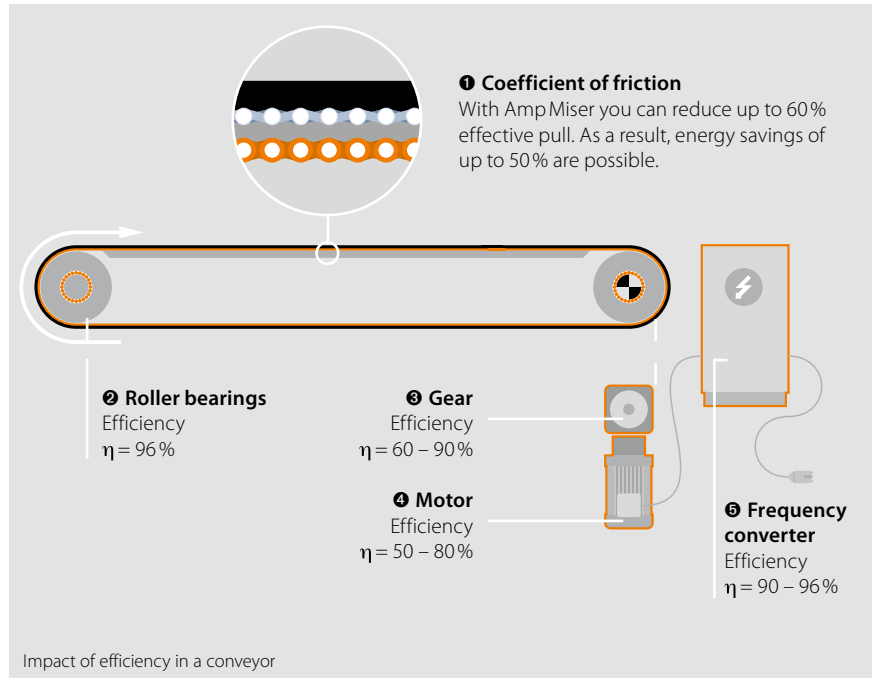 ❶ Coefficient of friction
With AmpMiser you can reduce up to 60%
effective pull. As a result, energy savings of
up to 50% are possible.
❷ Roller bearings
Efficiency
η = 96%
❸ Gear
Efficiency
η = 60 – 90%
❹ Motor
Efficiency
η = 50 – 80%
❺ Frequency
converter
Efficiency
η = 90 – 96%
Impact of efficiency in a conveyor